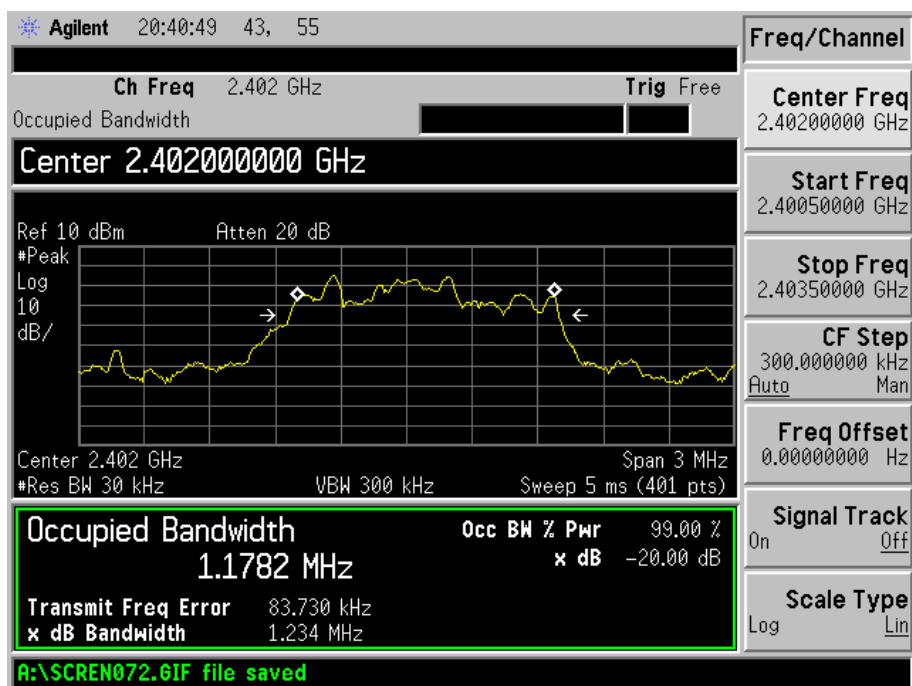 Agilent 20:40:49 43, 55
Ch Freq 2.402 GHz Trig Free
Occupied Bandwidth
Center 2.402000000 GHz
Ref 10 dBm Atten 20 dB
#Peak
Log
10
dB/
Center 2.402 GHz Span 3 MHz
#Res BW 30 kHz VBW 300 kHz Sweep 5 ms (401 pts)
Occupied Bandwidth Occ BW % Pwr 99.00 %
1.1782 MHz x dB -20.00 dB
Transmit Freq Error 83.730 kHz
x dB Bandwidth 1.234 MHz
A:\SCREN072.GIF file saved
Freq/Channel
Center Freq
2.40200000 GHz
Start Freq
2.40050000 GHz
Stop Freq
2.40350000 GHz
CF Step
300.000000 kHz
Auto Man
Freq Offset
0.00000000 Hz
Signal Track
On Off
Scale Type
Log Lin